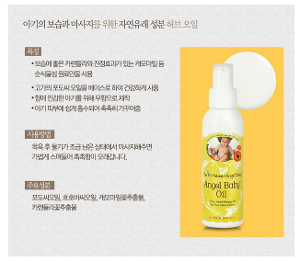 아기의 보습과 마사지를 위한 자연유래 성분 허브 오일
특징
• 보습에 좋은 카렌듈라와 진정효과가 있는 캐모마일 등
순식물성 원료만을 사용
• 고가의 포도씨 오일을 베이스로 하여 건강하게 사용
• 향에 민감한 아기를 위해 무향으로 제작
• 아기 피부에 쉽게 흡수되어 촉촉히 가꾸어줌
사용방법
목욕 후 물기가 조금 남은 상태에서 마사지해주면
가볍게 스며들어 촉촉함이 오래갑니다.
주요성분
포도씨오일, 호호바씨오일, 캐모마일꽃추출물,
카렌듈라꽃추출물
Angel Baby
Oil